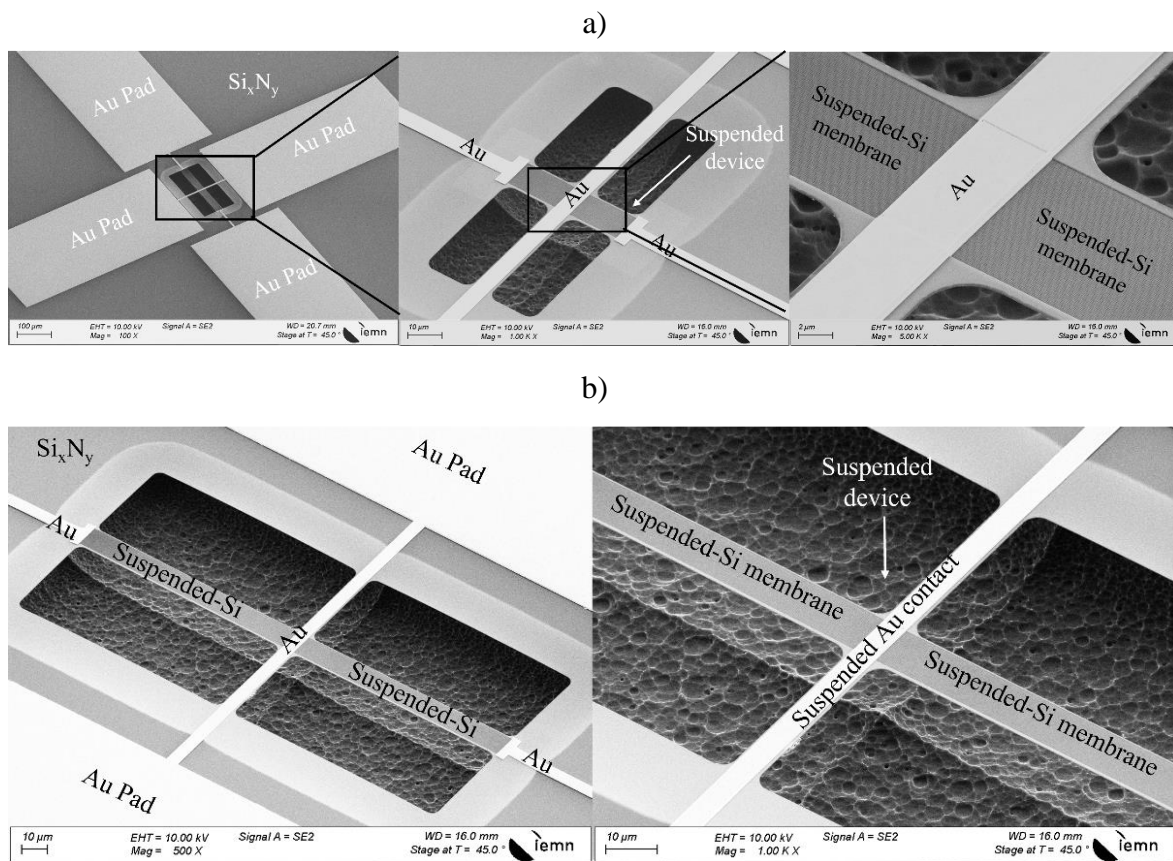 a)
Au Pad
Si_xN_y
Au Pad
Au Pad
Au Pad
100 µm
EHT = 10.00 kV
Mag = 100 X
Signal A = SE2
WD = 20.7 mm
Stage at T = 45.0 °
iemn
Au
Au
Suspended
device
Au
10 µm
EHT = 10.00 kV
Mag = 1.00 K X
Signal A = SE2
WD = 16.0 mm
Stage at T = 45.0 °
iemn
Suspended-Si
membrane
Au
Suspended-Si
membrane
2 µm
EHT = 10.00 kV
Mag = 5.00 K X
Signal A = SE2
WD = 16.0 mm
Stage at T = 45.0 °
iemn
b)
Si_xN_y
Au Pad
Au
Suspended-Si
Au
Suspended-Si
Au
Au Pad
10 µm
EHT = 10.00 kV
Mag = 500 X
Signal A = SE2
WD = 16.0 mm
Stage at T = 45.0 °
iemn
Suspended
device
Suspended-Si membrane
Suspended Au contact
Suspended-Si membrane
10 µm
EHT = 10.00 kV
Mag = 1.00 K X
Signal A = SE2
WD = 16.0 mm
Stage at T = 45.0 °
iemn